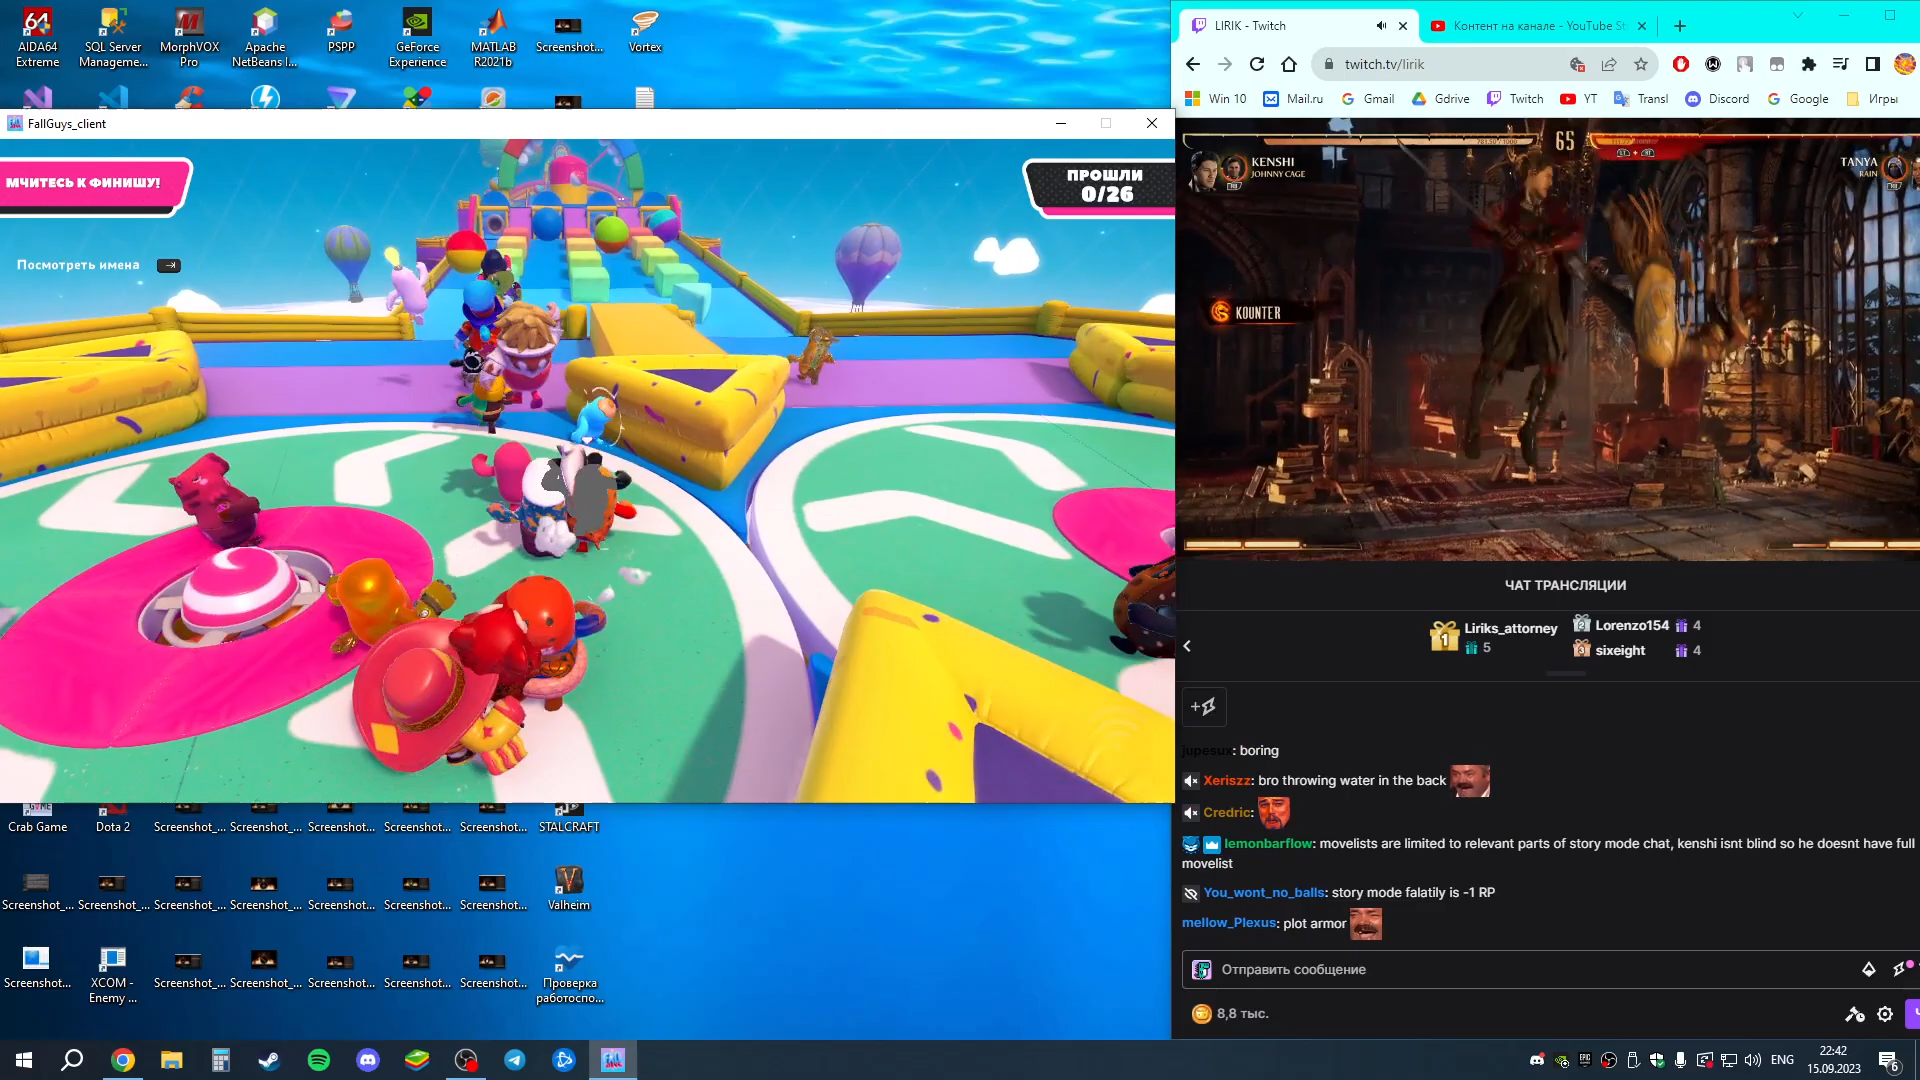 AIDA64
Extreme
SQL Server
Manageme...
MorphVOX
Pro
Apache
NetBeans I...
PSPP
GeForce
Experience
MATLAB
R2021b
Screenshot...
Vortex
FallGuys_client
МЧИТЕСЬ К ФИНИШУ!
ПРОШЛИ
0/26
Посмотреть имена
Crab Game
Dota 2
Screenshot_...
Screenshot_...
Screenshot...
Screenshot...
Screenshot...
STALCRAFT
Screenshot_...
Screenshot_...
Screenshot_...
Screenshot_...
Screenshot...
Screenshot...
Screenshot...
Valheim
Screenshot...
XCOM -
Enemy ...
Screenshot_...
Screenshot_...
Screenshot...
Screenshot...
Screenshot...
Проверка
работоспо...
LIRIK - Twitch
Контент на канале - YouTube St
twitch.tv/lirik
Win 10
Mail.ru
Gmail
Gdrive
Twitch
YT
Transl
Discord
Google
Игры
KENSHI
JOHNNY CAGE
65
TANYA
RAIN
KOUNTER
ЧАТ ТРАНСЛЯЦИИ
1
Liriks_attorney
5
2
Lorenzo154
4
3
sixeight
4
jupesux: boring
Xeriszz: bro throwing water in the back
Credric:
lemonbarflow: movelists are limited to relevant parts of story mode chat, kenshi isnt blind so he doesnt have full
movelist
You_wont_no_balls: story mode falatily is -1 RP
mellow_Plexus: plot armor
Отправить сообщение
8,8 тыс.
ENG
22:42
15.09.2023
6